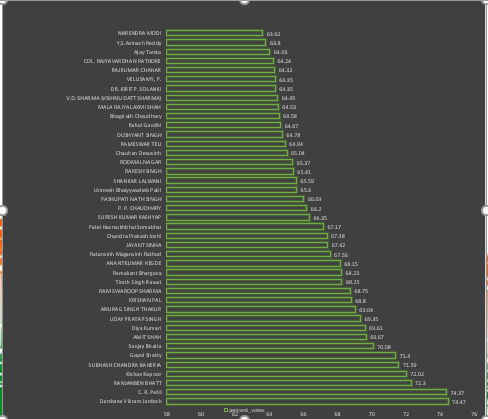 NARENDRA MODI 63.62
Y.S. Avinash Reddy 63.8
Ajay Tamta 64.03
COL. RAJYAVARDHAN RATHORE 64.24
RAJKUMAR CHAHAR 64.32
VELUSAMY, P. 64.35
DR. KIRIT P. SOLANKI 64.35
V.D. SHARMA (VISHNU DATT SHARMA) 64.49
MALA RAJYALAXMI SHAH 64.53
Bhagirath Chaudhary 64.58
Rahul Gandhi 64.67
DUSHYANT SINGH 64.78
RAMESWAR TELI 64.94
Chauhan Devusinh 65.04
RODMAL NAGAR 65.37
RAKESH SINGH 65.41
SHANKAR LALWANI 65.59
Unmesh Bhaiyyasaheb Patil 65.6
PASHUPATI NATH SINGH 66.03
P. P. CHAUDHARY 66.2
SURESH KUMAR KASHYAP 66.35
Patel Hasmukhbhai Somabhai 67.17
Chandra Prakash Joshi 67.38
JAYANT SINHA 67.42
Ratansinh Magansinh Rathod 67.56
ANANTKUMAR HEGDE 68.15
Ramakant Bhargava 68.23
Tirath Singh Rawat 68.25
RAM SWAROOP SHARMA 68.75
KRISHAN PAL 68.8
ANURAG SINGH THAKUR 69.04
UDAY PRATAP SINGH 69.35
Diya Kumari 69.61
AMIT SHAH 69.67
Sanjay Bhatia 70.08
Gopal Shetty 71.4
SUBHASH CHANDRA BAHERIA 71.59
Kishan Kapoor 72.02
RANJANBEN BHATT 72.3
C. R. Patil 74.37
Darshana Vikram Jardosh 74.47
58 60 62 64 66 68 70 72 74 76
percent_votes